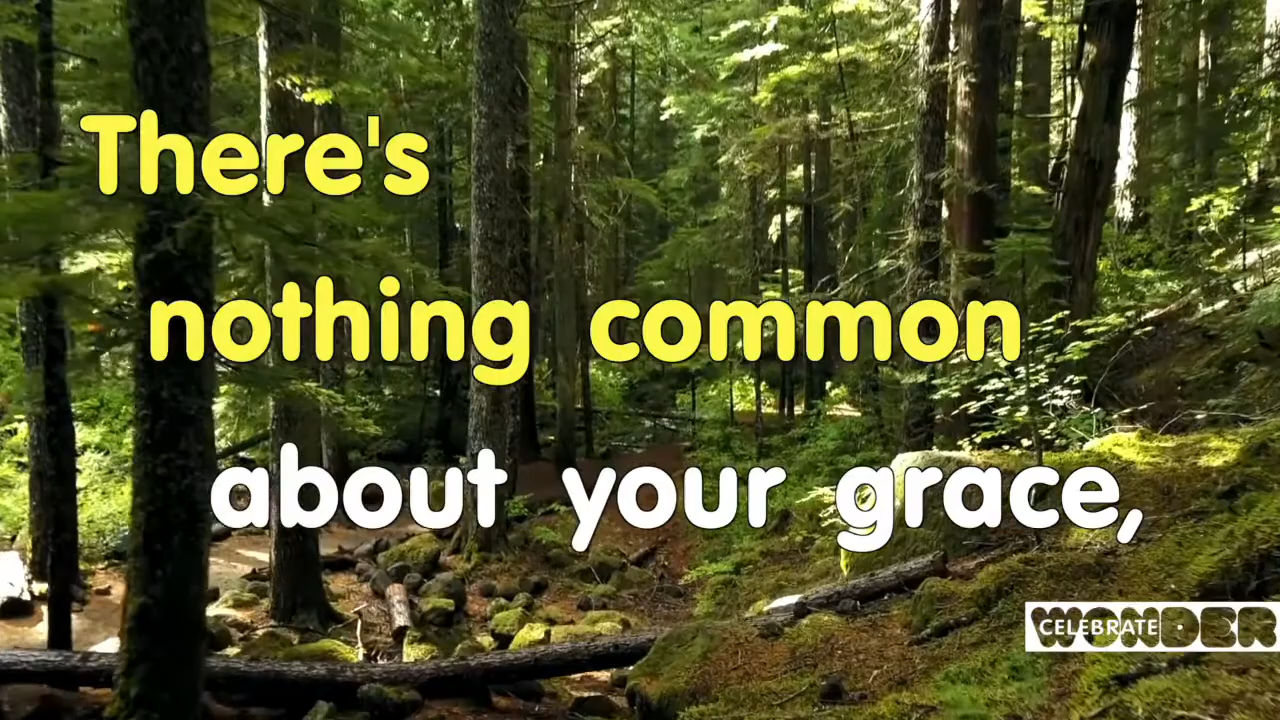 There's
nothing common
about your grace,
CELEBRATE
WONDER